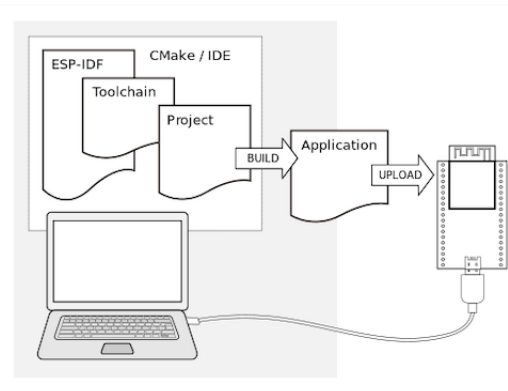 CMake / IDE
ESP-IDF
Toolchain
Project
BUILD
Application
UPLOAD